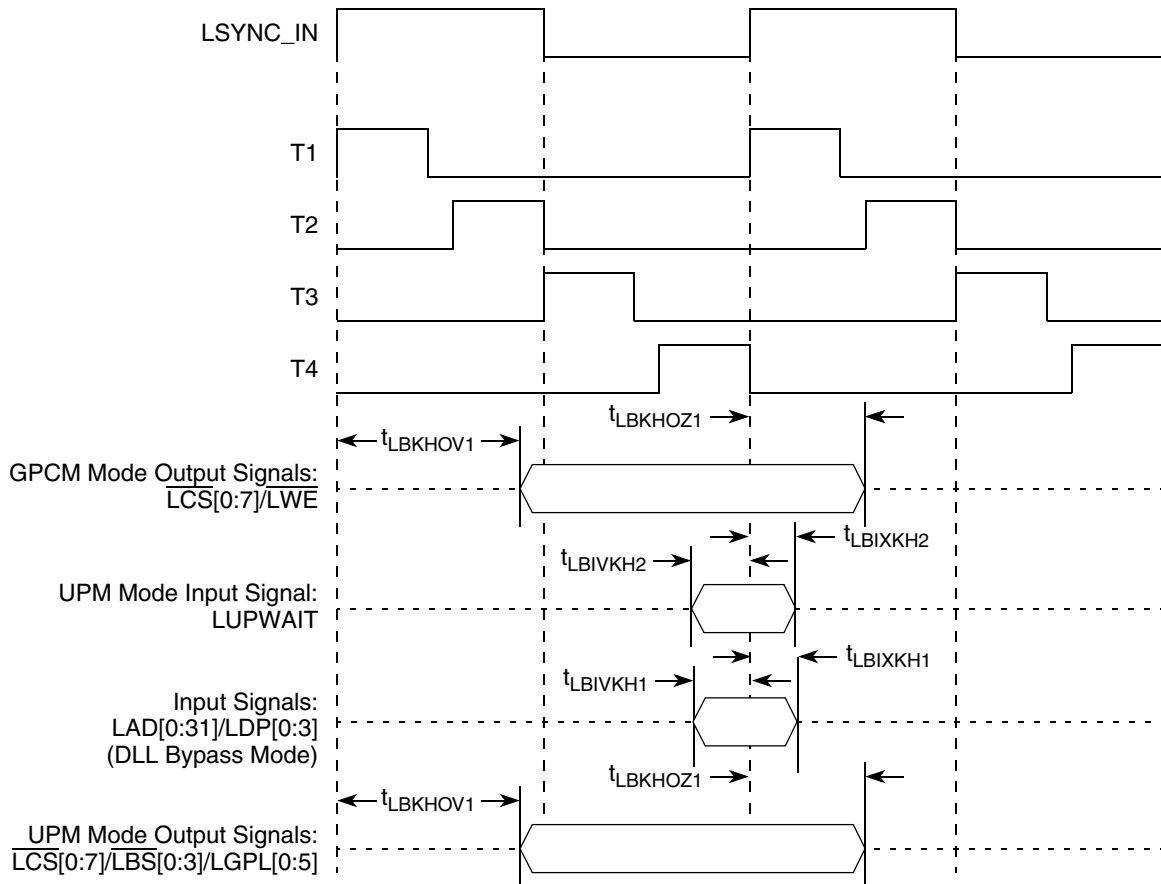 LSYNC_IN
T1
T2
T3
T4
tLBKHOZ1
tLBKHOV1
GPCM Mode Output Signals:
LCS[0:7]/LWE
tLBIXKH2
tLBIVKH2
UPM Mode Input Signal:
LUPWAIT
tLBIXKH1
tLBIVKH1
Input Signals:
LAD[0:31]/LDP[0:3]
(DLL Bypass Mode)
tLBKHOZ1
tLBKHOV1
UPM Mode Output Signals:
LCS[0:7]/LBS[0:3]/LGPL[0:5]